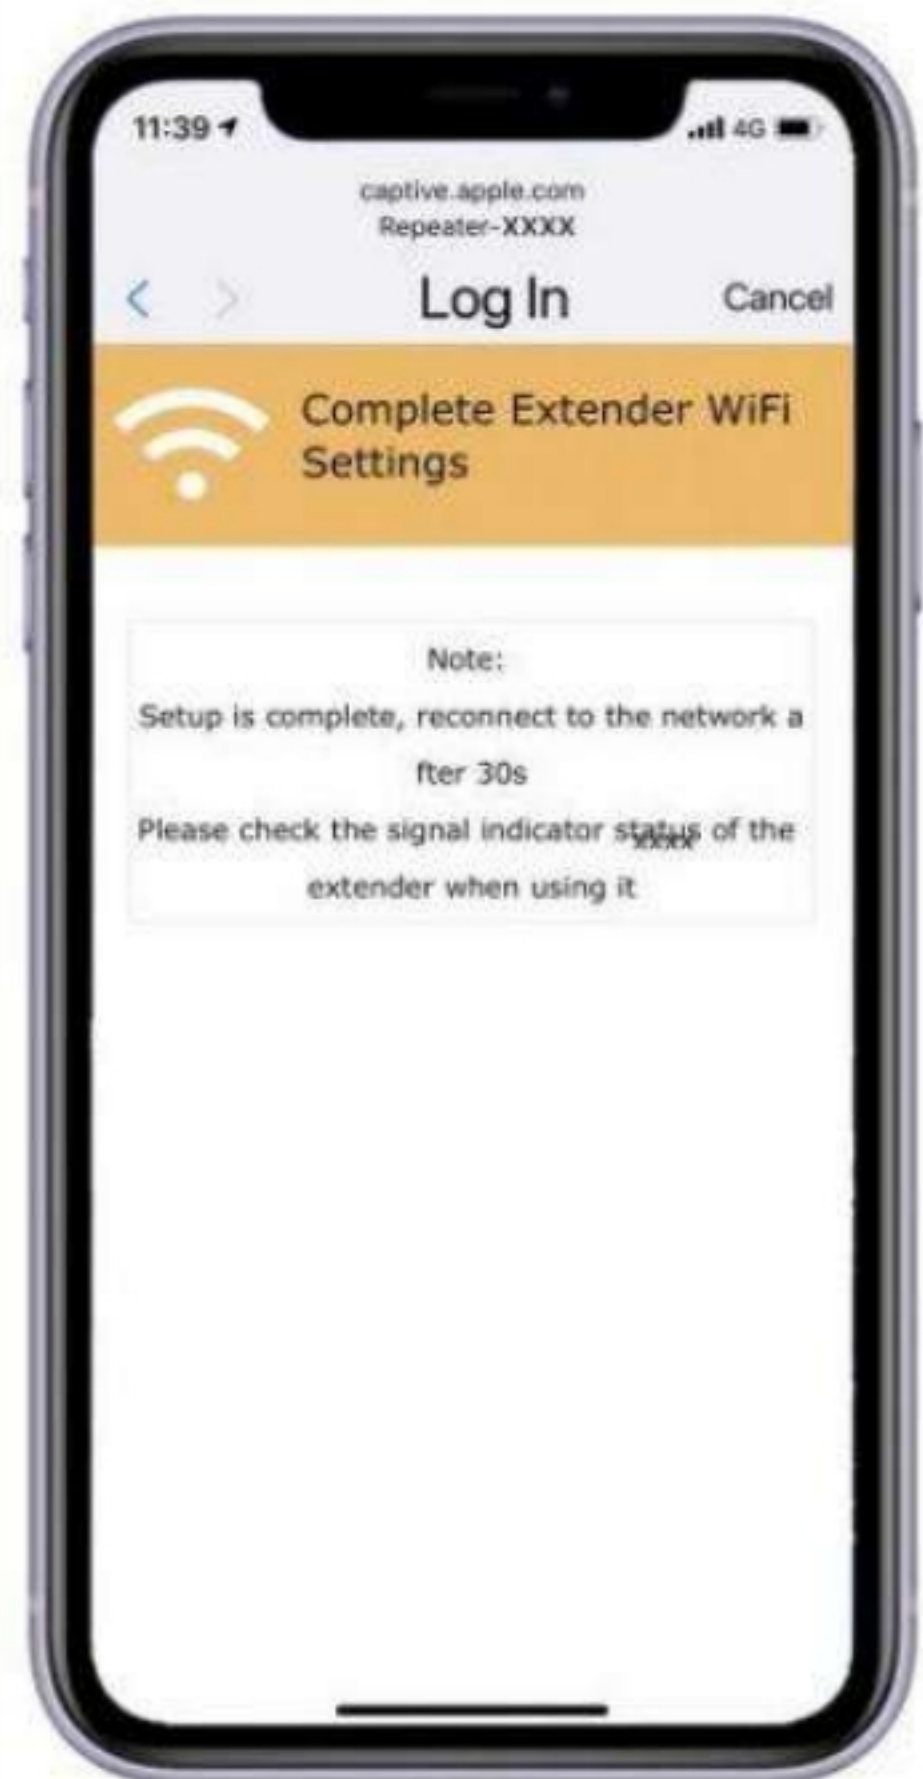 11:39
4G
captive.apple.com
Repeater-XXXX
Log In
Cancel
Complete Extender WiFi
Settings
Note:
Setup is complete, reconnect to the network a
fter 30s
Please check the signal indicator status of the
xxxx
extender when using it